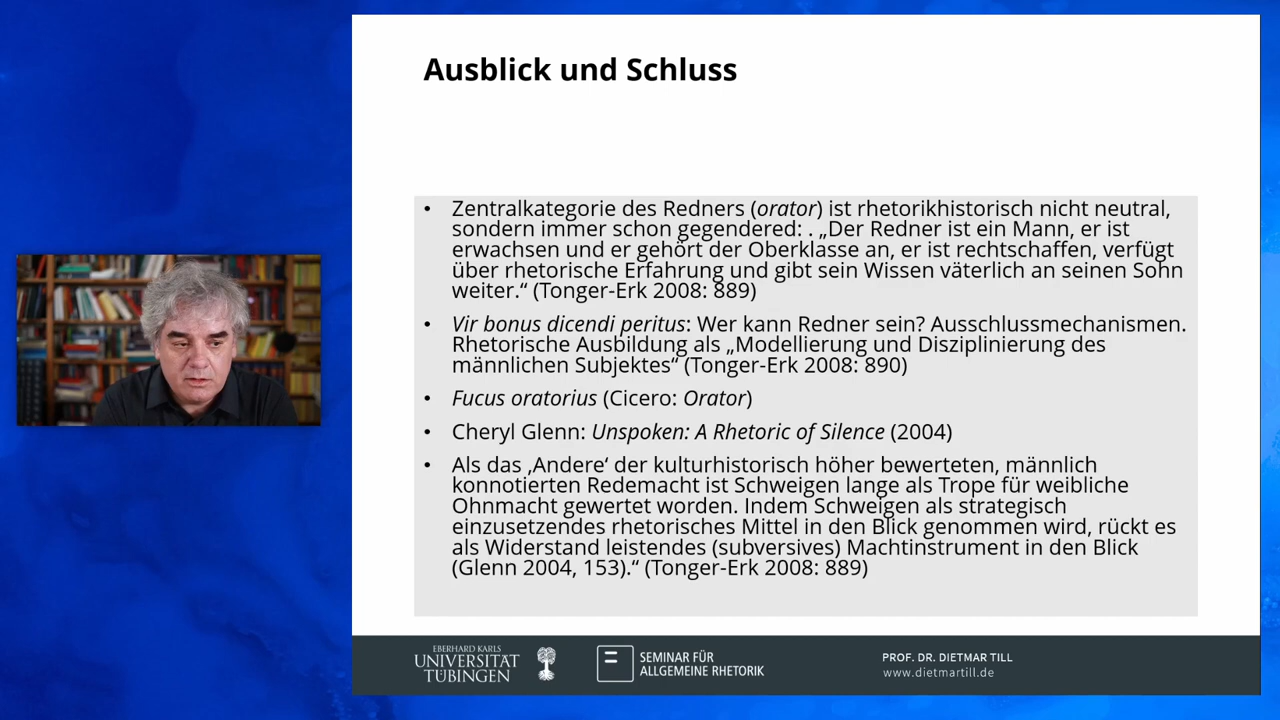 Ausblick und Schluss
• Zentralkategorie des Redners (orator) ist rhetorikhistorisch nicht neutral,
sondern immer schon gegendered: . „Der Redner ist ein Mann, er ist
erwachsen und er gehört der Oberklasse an, er ist rechtschaffen, verfügt
über rhetorische Erfahrung und gibt sein Wissen väterlich an seinen Sohn
weiter.“ (Tonger-Erk 2008: 889)
• Vir bonus dicendi peritus: Wer kann Redner sein? Ausschlussmechanismen.
Rhetorische Ausbildung als „Modellierung und Disziplinierung des
männlichen Subjektes“ (Tonger-Erk 2008: 890)
• Fucus oratorius (Cicero: Orator)
• Cheryl Glenn: Unspoken: A Rhetoric of Silence (2004)
• Als das ‚Andere‘ der kulturhistorisch höher bewerteten, männlich
konnotierten Redemacht ist Schweigen lange als Trope für weibliche
Ohnmacht gewertet worden. Indem Schweigen als strategisch
einzusetzendes rhetorisches Mittel in den Blick genommen wird, rückt es
als Widerstand leistendes (subversives) Machtinstrument in den Blick
(Glenn 2004, 153).“ (Tonger-Erk 2008: 889)
EBERHARD KARLS
UNIVERSITÄT
TÜBINGEN
SEMINAR FÜR
ALLGEMEINE RHETORIK
PROF. DR. DIETMAR TILL
www.dietmartill.de